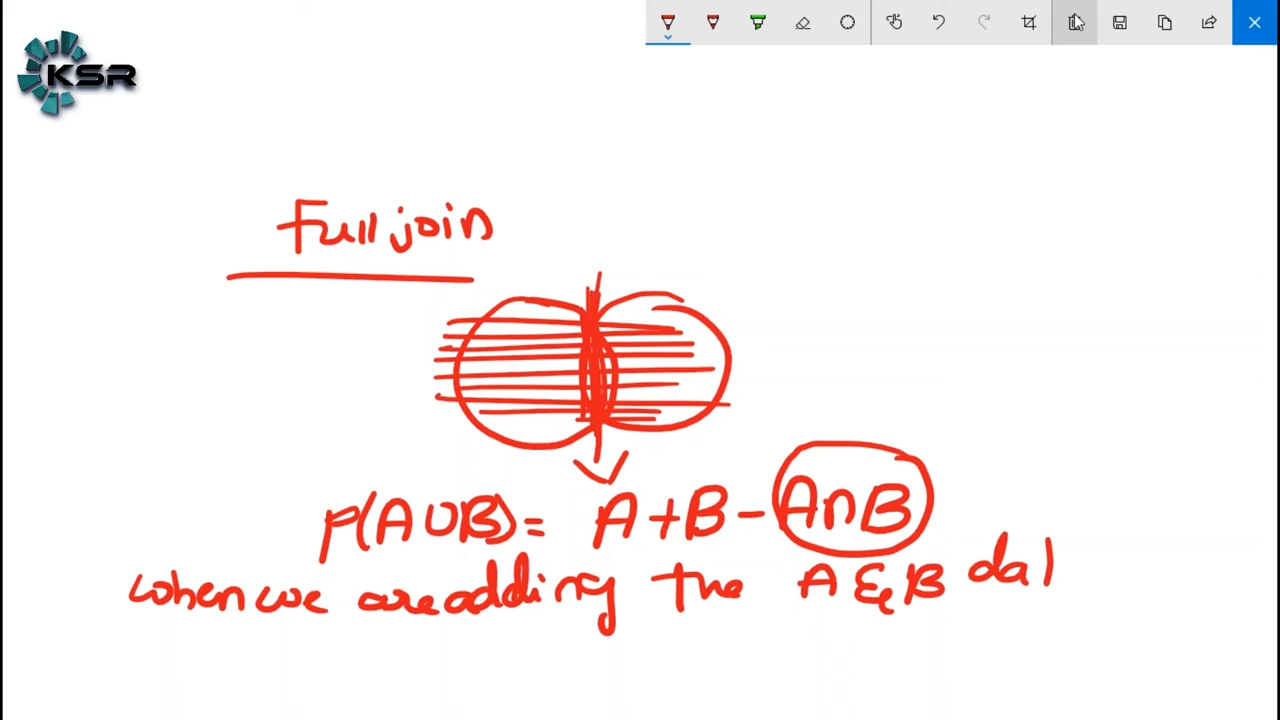 KSR
Full join
P(AUB)= A+B-AnB
when we are adding the A & B dal